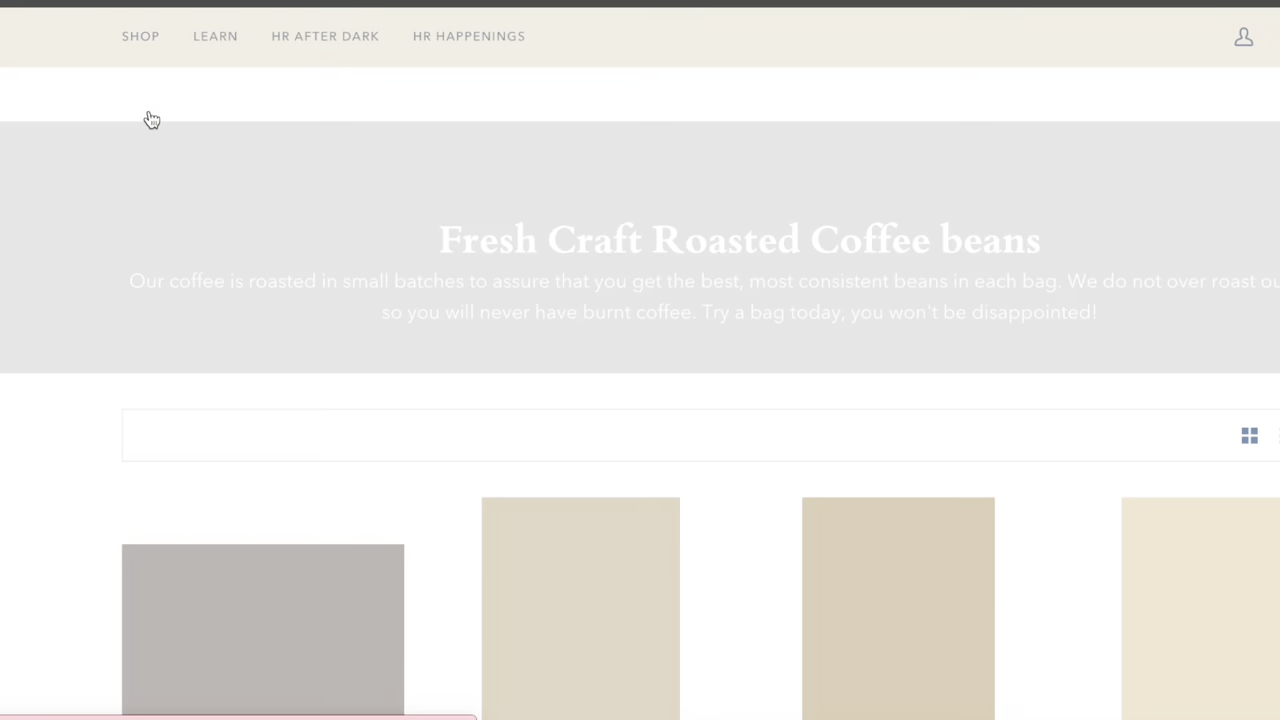 SHOP LEARN HR AFTER DARK HR HAPPENINGS
Fresh Craft Roasted Coffee beans
Our coffee is roasted in small batches to assure that you get the best, most consistent beans in each bag. We do not over roast
so you will never have burnt coffee. Try a bag today, you won't be disappointed!